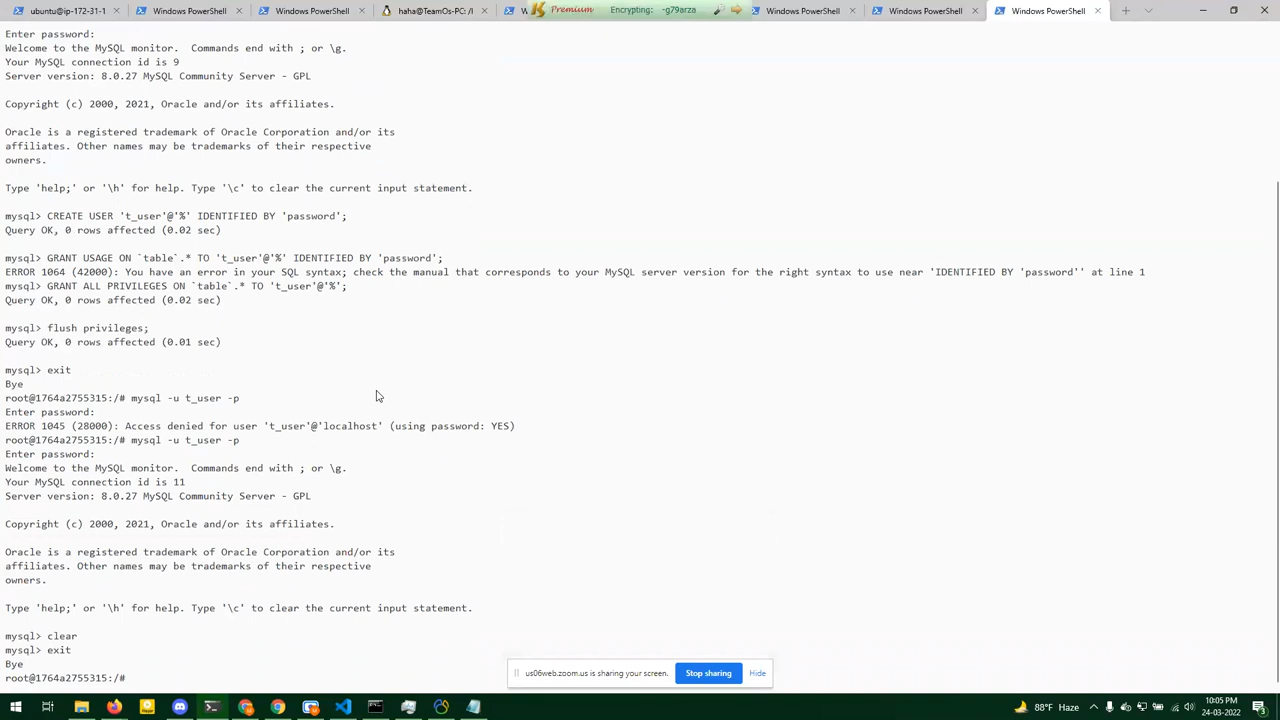 ubuntu@ip-172-31-1
Windows PowerShell
Windows PowerShell
haha@TeamOs-PC: /
Premium
Encrypting: -g79arza
Windows PowerShell
Windows PowerShell
Windows PowerShell
Enter password:
Welcome to the MySQL monitor.  Commands end with ; or \g.
Your MySQL connection id is 9
Server version: 8.0.27 MySQL Community Server - GPL
Copyright (c) 2000, 2021, Oracle and/or its affiliates.
Oracle is a registered trademark of Oracle Corporation and/or its
affiliates. Other names may be trademarks of their respective
owners.
Type 'help;' or '\h' for help. Type '\c' to clear the current input statement.
mysql> CREATE USER 't_user'@'%' IDENTIFIED BY 'password';
Query OK, 0 rows affected (0.02 sec)
mysql> GRANT USAGE ON `table`.* TO 't_user'@'%' IDENTIFIED BY 'password';
ERROR 1064 (42000): You have an error in your SQL syntax; check the manual that corresponds to your MySQL server version for the right syntax to use near 'IDENTIFIED BY 'password'' at line 1
mysql> GRANT ALL PRIVILEGES ON `table`.* TO 't_user'@'%';
Query OK, 0 rows affected (0.02 sec)
mysql> flush privileges;
Query OK, 0 rows affected (0.01 sec)
mysql> exit
Bye
root@1764a2755315:/# mysql -u t_user -p
Enter password:
ERROR 1045 (28000): Access denied for user 't_user'@'localhost' (using password: YES)
root@1764a2755315:/# mysql -u t_user -p
Enter password:
Welcome to the MySQL monitor.  Commands end with ; or \g.
Your MySQL connection id is 11
Server version: 8.0.27 MySQL Community Server - GPL
Copyright (c) 2000, 2021, Oracle and/or its affiliates.
Oracle is a registered trademark of Oracle Corporation and/or its
affiliates. Other names may be trademarks of their respective
owners.
Type 'help;' or '\h' for help. Type '\c' to clear the current input statement.
mysql> clear
mysql> exit
Bye
root@1764a2755315:/#
us06web.zoom.us is sharing your screen.
Stop sharing
Hide
88°F Haze
10:05 PM
24-03-2022